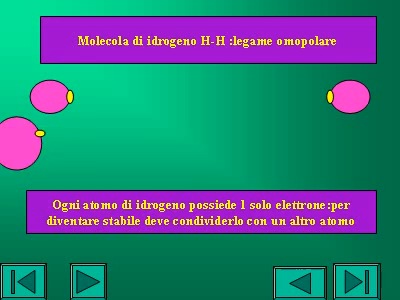 Molecola di idrogeno H-H :legame omopolare
Ogni atomo di idrogeno possiede 1 solo elettrone:per
diventare stabile deve condividerlo con un altro atomo